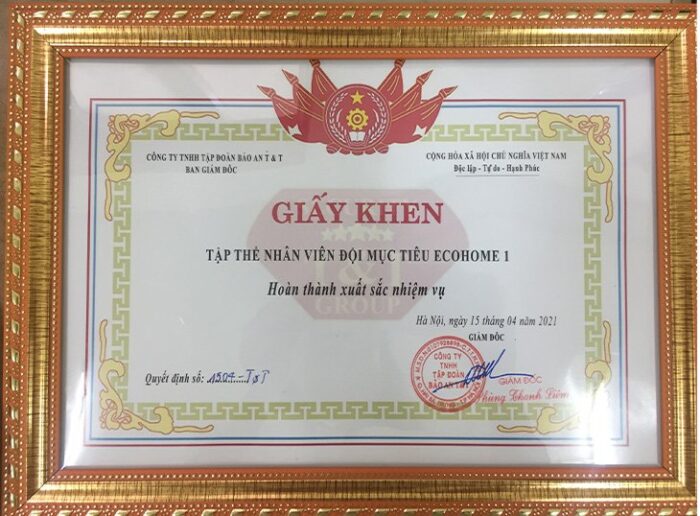 CÔNG TY TNHH TẬP ĐOÀN BẢO AN T & T
BAN GIÁM ĐỐC
CỘNG HÒA XÃ HỘI CHỦ NGHĨA VIỆT NAM
Độc lập - Tự do - Hạnh Phúc
GIẤY KHEN
TẬP THỂ NHÂN VIÊN ĐỘI MỤC TIÊU ECOHOME 1
Hoàn thành xuất sắc nhiệm vụ
T&T
GROUP
Hà Nội, ngày 15 tháng 04 năm 2021
GIÁM ĐỐC
CÔNG TY
TNHH
TẬP ĐOÀN
BẢO AN
GIÁM ĐỐC
Quyết định số: 1504 - T&T